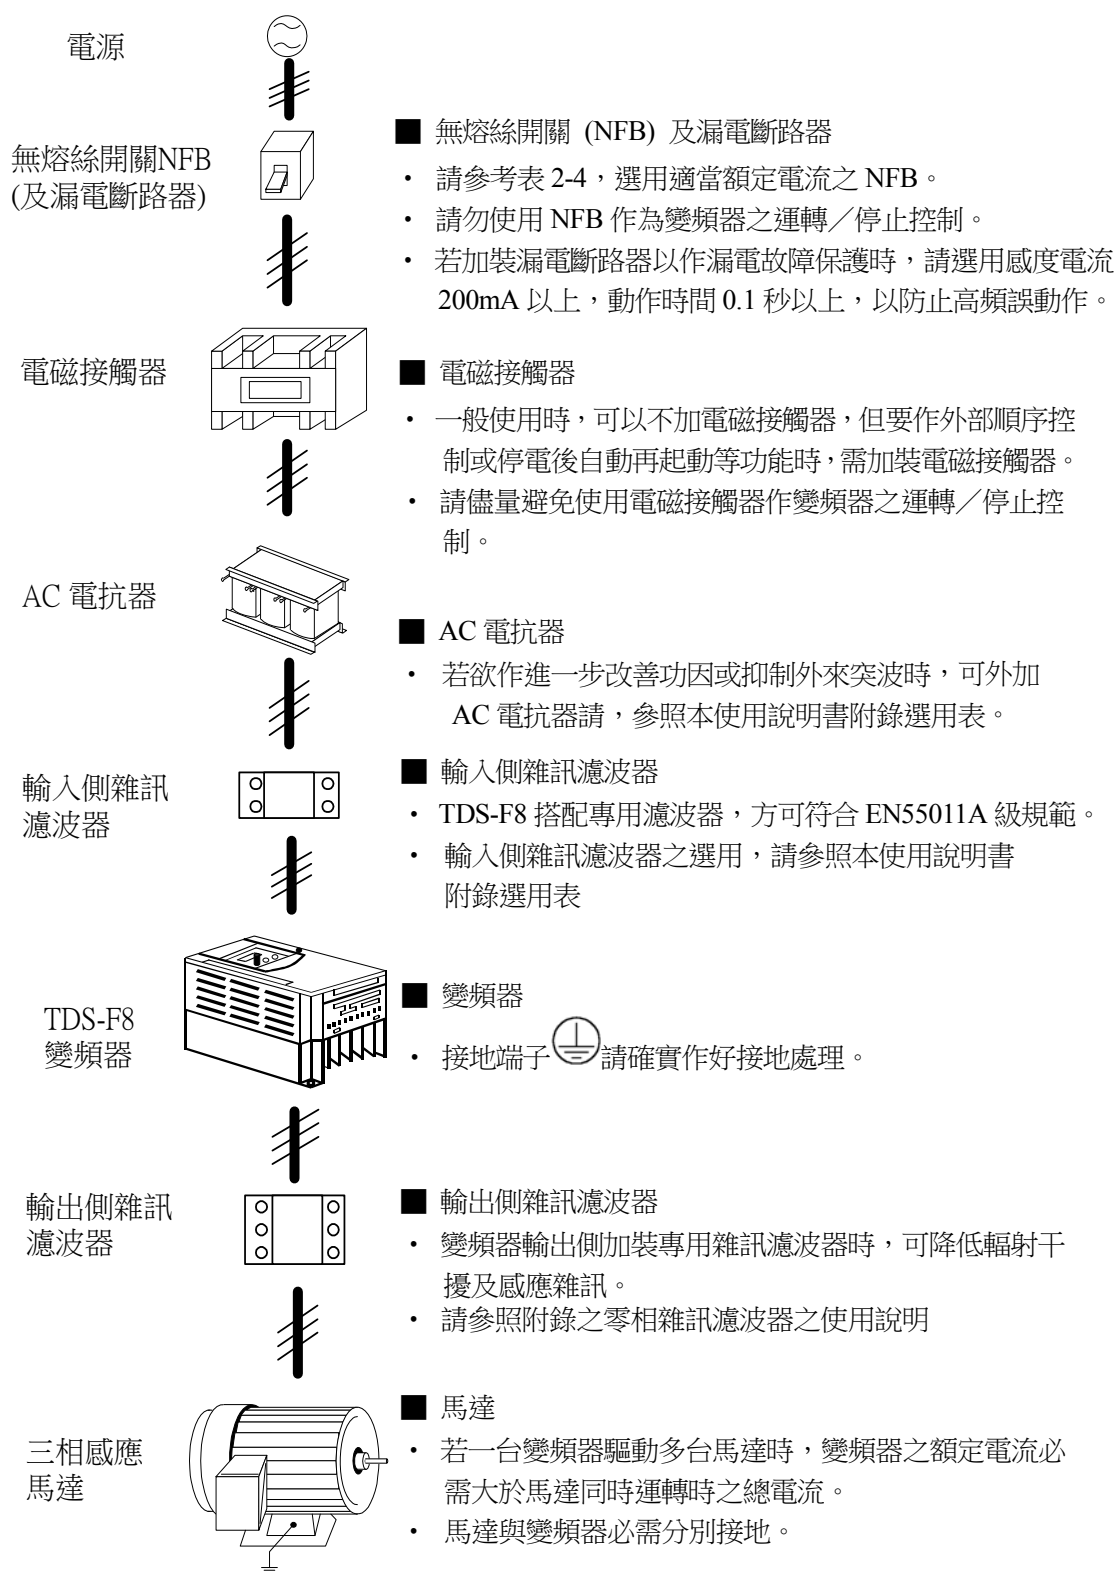 電源
無熔絲開關NFB
(及漏電斷路器)
■ 無熔絲開關 (NFB) 及漏電斷路器
· 請參考表 2-4，選用適當額定電流之 NFB。
· 請勿使用 NFB 作為變頻器之運轉／停止控制。
· 若加裝漏電斷路器以作漏電故障保護時，請選用感度電流
200mA 以上，動作時間 0.1 秒以上，以防止高頻誤動作。
電磁接觸器
■ 電磁接觸器
· 一般使用時，可以不加電磁接觸器，但要作外部順序控
制或停電後自動再起動等功能時，需加裝電磁接觸器。
· 請儘量避免使用電磁接觸器作變頻器之運轉／停止控
制。
AC 電抗器
■ AC 電抗器
· 若欲作進一步改善功因或抑制外來突波時，可外加
AC 電抗器請，參照本使用說明書附錄選用表。
輸入側雜訊
濾波器
■ 輸入側雜訊濾波器
· TDS-F8 搭配專用濾波器，方可符合 EN55011A 級規範。
· 輸入側雜訊濾波器之選用，請參照本使用說明書
附錄選用表
TDS-F8
變頻器
■ 變頻器
· 接地端子請確實作好接地處理。
輸出側雜訊
濾波器
■ 輸出側雜訊濾波器
· 變頻器輸出側加裝專用雜訊濾波器時，可降低輻射干
擾及感應雜訊。
· 請參照附錄之零相雜訊濾波器之使用說明
三相感應
馬達
■ 馬達
· 若一台變頻器驅動多台馬達時，變頻器之額定電流必
需大於馬達同時運轉時之總電流。
· 馬達與變頻器必需分別接地。